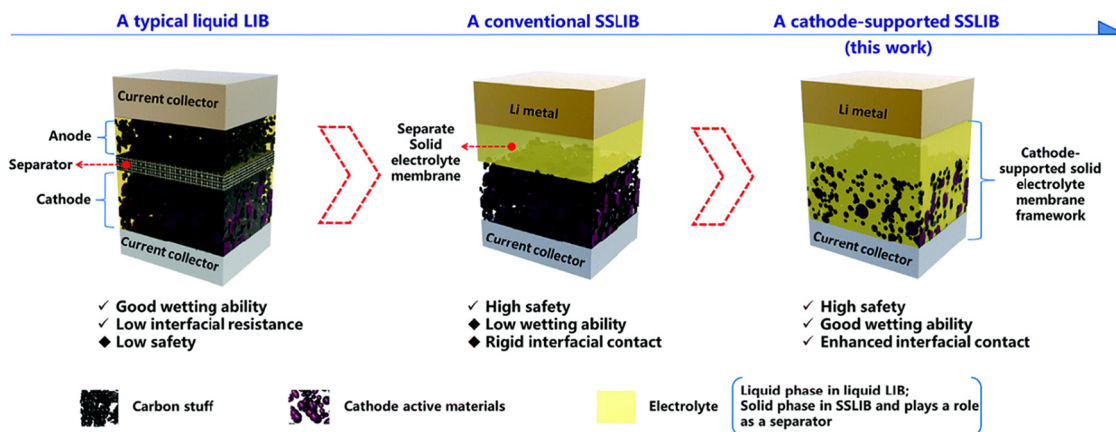 A typical liquid LIB
A conventional SSLIB
A cathode-supported SSLIB
(this work)
Current collector
Anode
Separator
Cathode
Current collector
✓ Good wetting ability
✓ Low interfacial resistance
◆ Low safety
Li metal
Separate
Solid
electrolyte
membrane
Current collector
✓ High safety
◆ Low wetting ability
◆ Rigid interfacial contact
Li metal
Cathode-
supported solid
electrolyte
membrane
framework
Current collector
✓ High safety
✓ Good wetting ability
✓ Enhanced interfacial contact
Carbon stuff
Cathode active materials
Electrolyte
Liquid phase in liquid LIB;
Solid phase in SSLIB and plays a role
as a separator